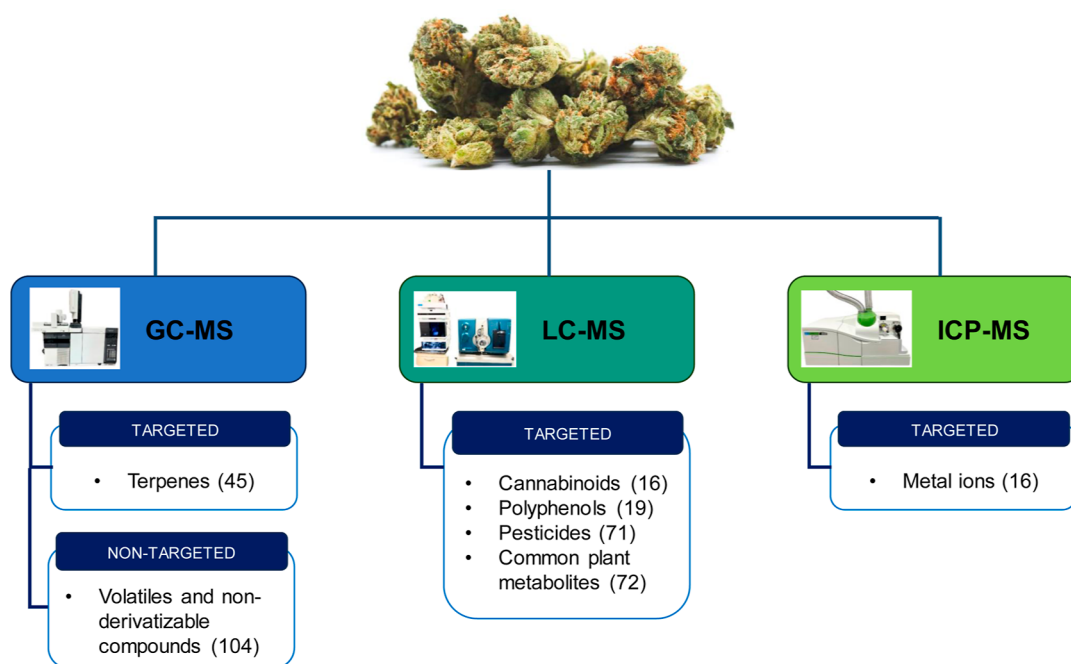 GC-MS
TARGETED
• Terpenes (45)
NON-TARGETED
• Volatiles and non-
derivatizable
compounds (104)
LC-MS
TARGETED
• Cannabinoids (16)
• Polyphenols (19)
• Pesticides (71)
• Common plant
metabolites (72)
ICP-MS
TARGETED
• Metal ions (16)